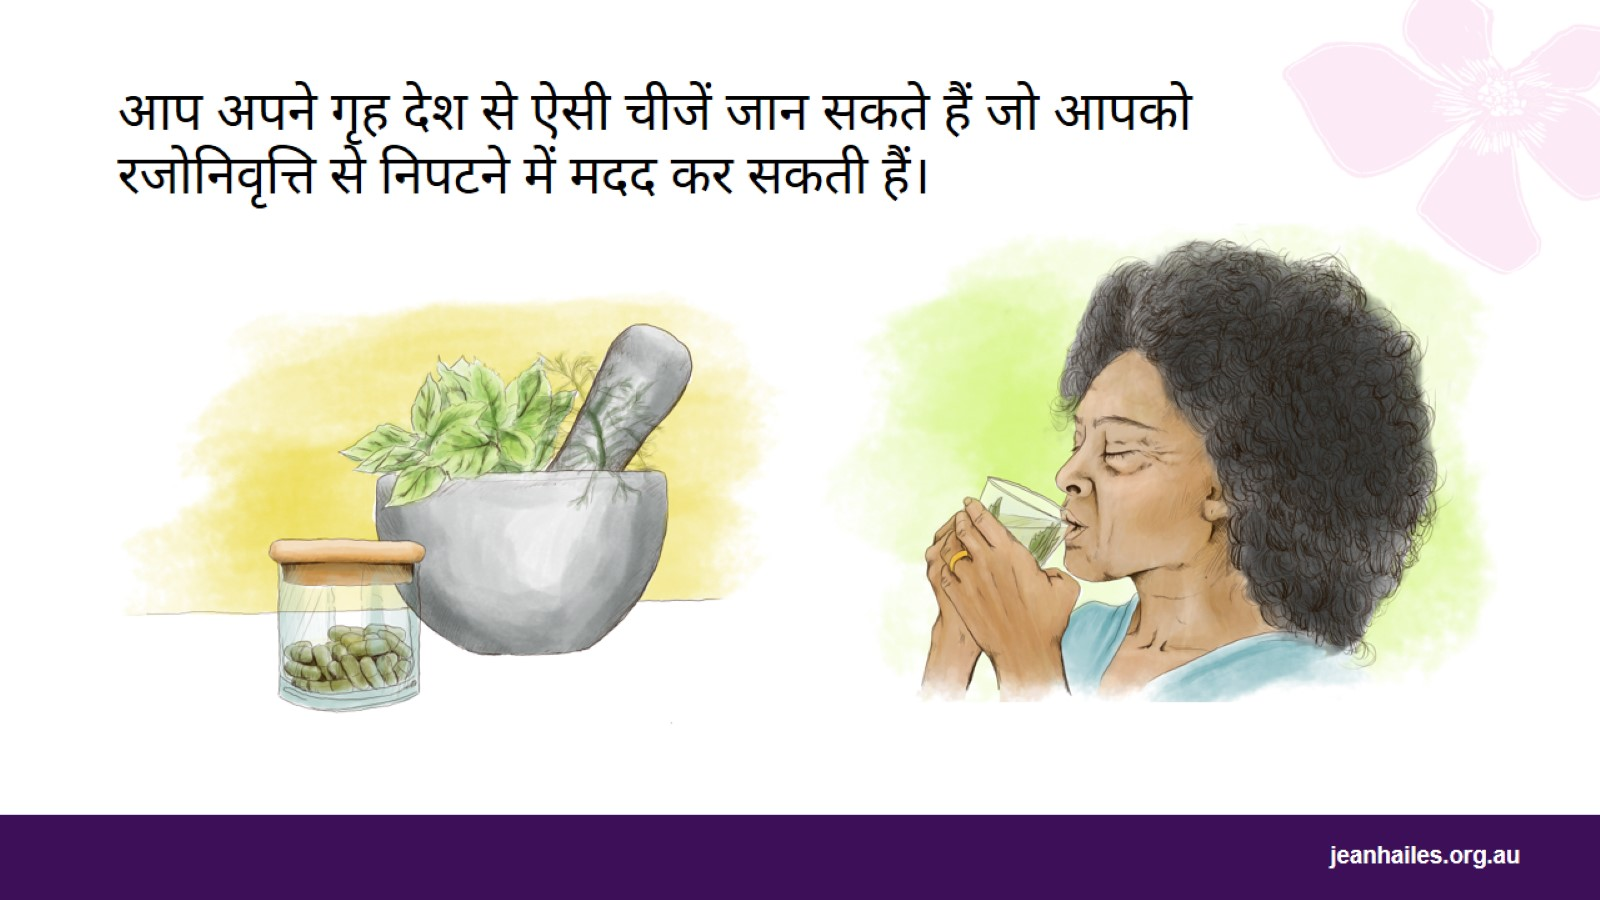 आप अपने गृह देश से ऐसी चीजें जान सकते हैं जो आपको
रजोनिवृत्ति से निपटने में मदद कर सकती हैं।
jeanhailes.org.au